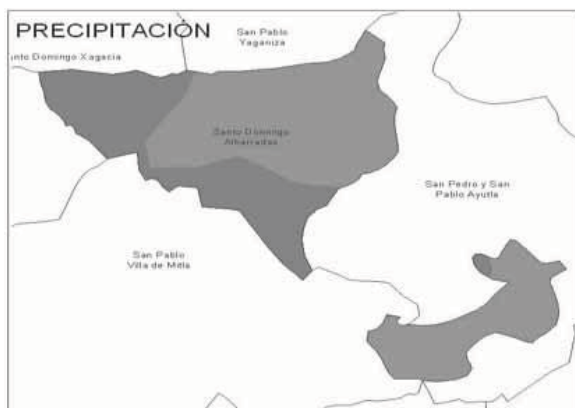 PRECIPITACIÓN
San Pablo
Yaganiza
nto Domingo Xagacia
Santo Domingo
Albarradas
San Pedro y San
Pablo Ayutla
San Pablo
Villa de Mitla